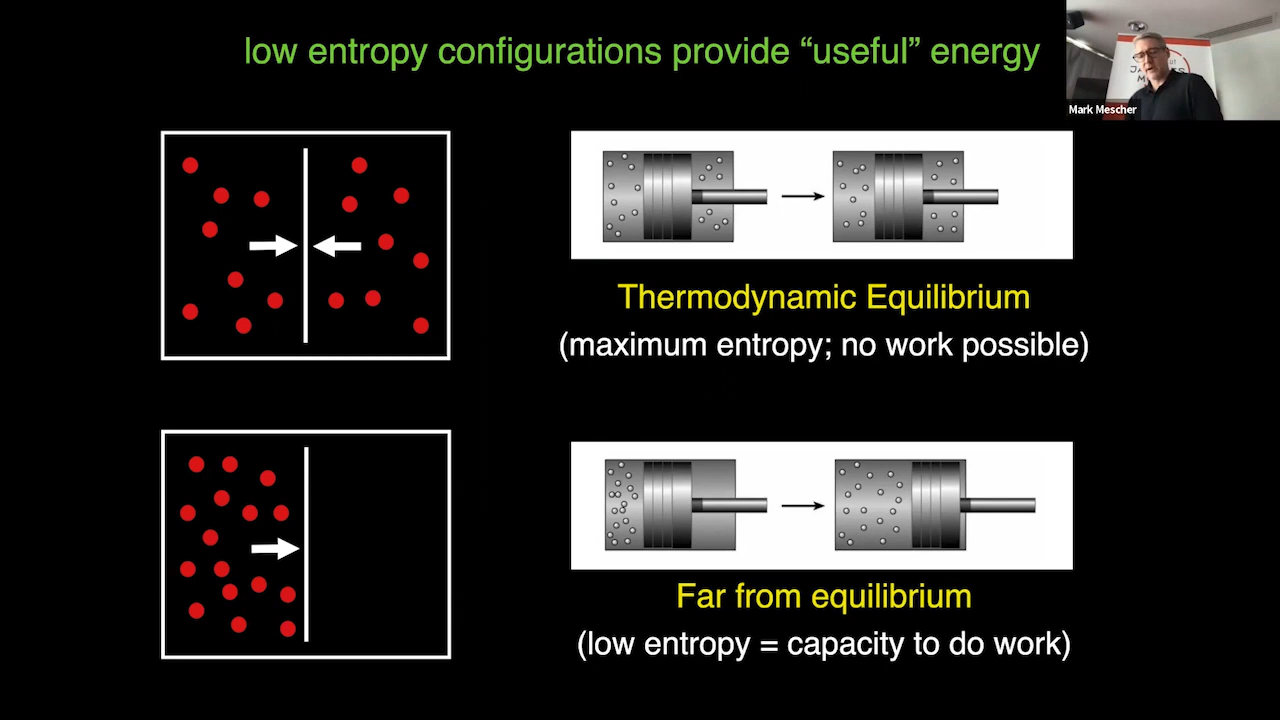 low entropy configurations provide “useful” energy
Mark Mescher
Thermodynamic Equilibrium
(maximum entropy; no work possible)
Far from equilibrium
(low entropy = capacity to do work)